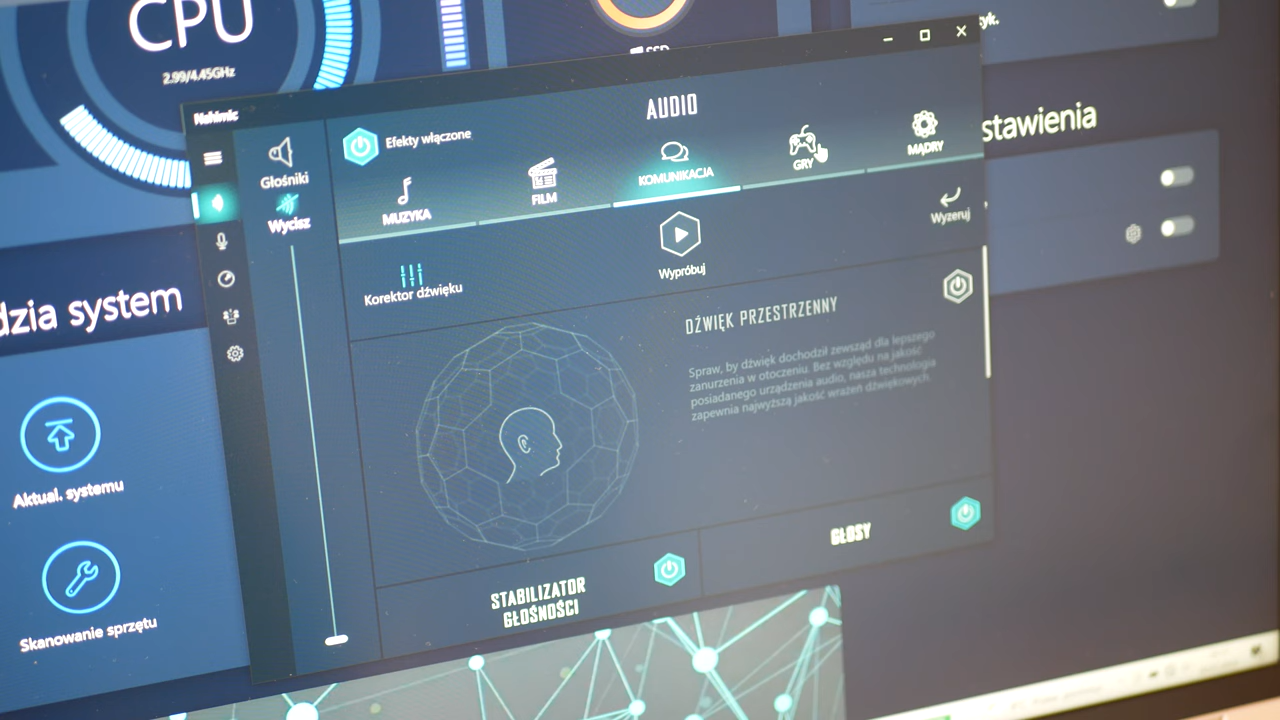 CPU
2.99/4.45GHz
SSD
yk.
Nahimic
AUDIO
Efekty włączone
Głośniki
Wycisz
MUZYKA
FILM
KOMUNIKACJA
GRY
MĄDRY
stawienia
Wyzeruj
Wypróbuj
Korektor dźwięku
DŹWIĘK PRZESTRZENNY
Spraw, by dźwięk dochodził zewsząd dla lepszego
zanurzenia w otoczeniu. Bez względu na jakość
posiadanego urządzenia audio, nasza technologia
zapewnia najwyższą jakość wrażeń dźwiękowych.
dzia system
Aktual. systemu
Skanowanie sprzętu
GŁOSY
STABILIZATOR
GŁOŚNOŚCI